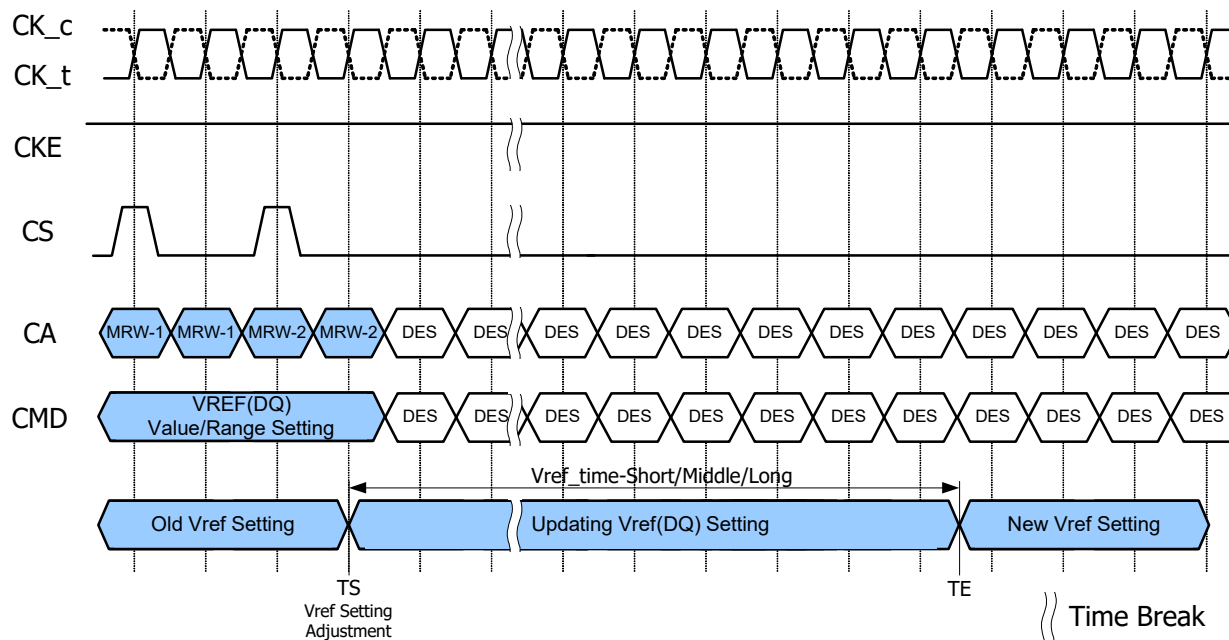 CK_c
CK_t
CKE
CS
CA
MRW-1 MRW-1 MRW-2 MRW-2 DES DES DES DES DES DES DES DES DES DES DES DES
CMD
VREF(DQ)
Value/Range Setting
DES DES DES DES DES DES DES DES DES DES DES DES
Vref_time-Short/Middle/Long
Old Vref Setting
Updating Vref(DQ) Setting
New Vref Setting
TS
Vref Setting
Adjustment
TE
Time Break